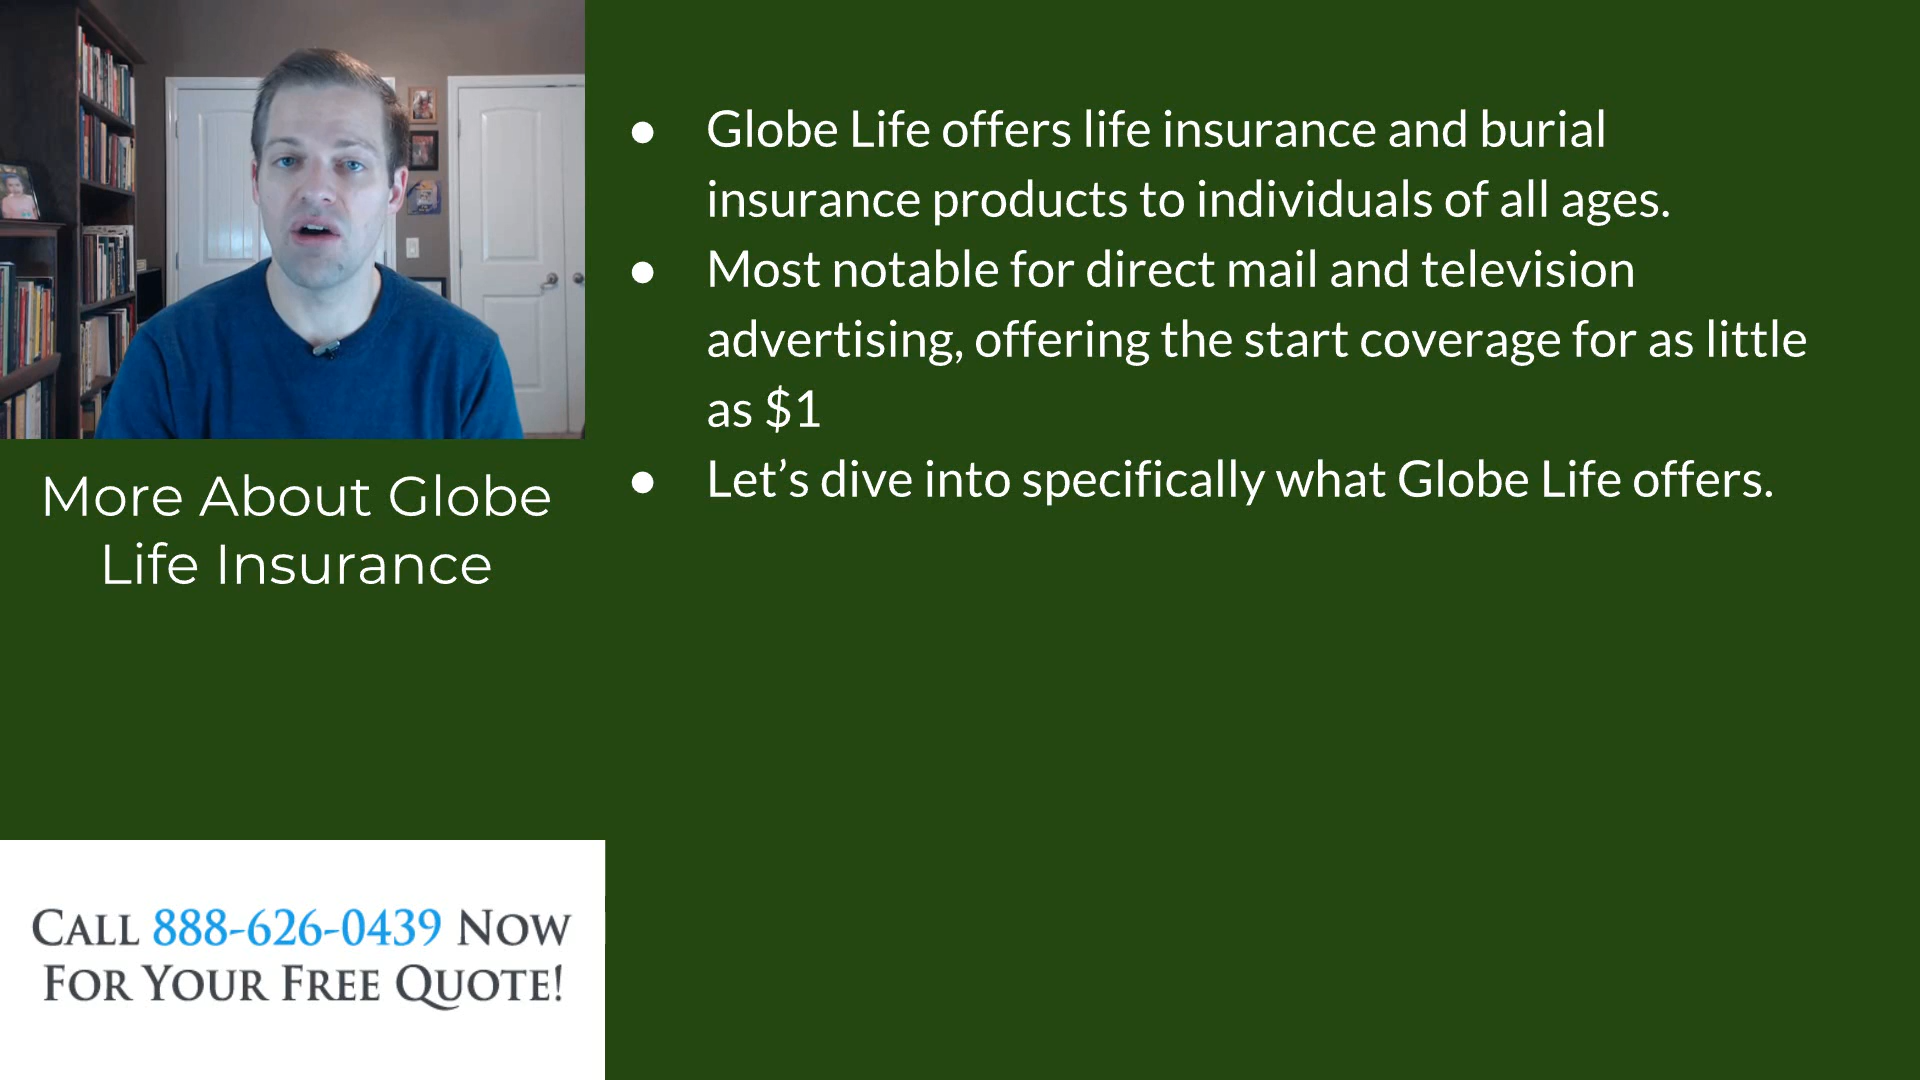 Globe Life offers life insurance and burial
insurance products to individuals of all ages.
Most notable for direct mail and television
advertising, offering the start coverage for as little
as $1
Let’s dive into specifically what Globe Life offers.
More About Globe
Life Insurance
CALL 888-626-0439 NOW
FOR YOUR FREE QUOTE!